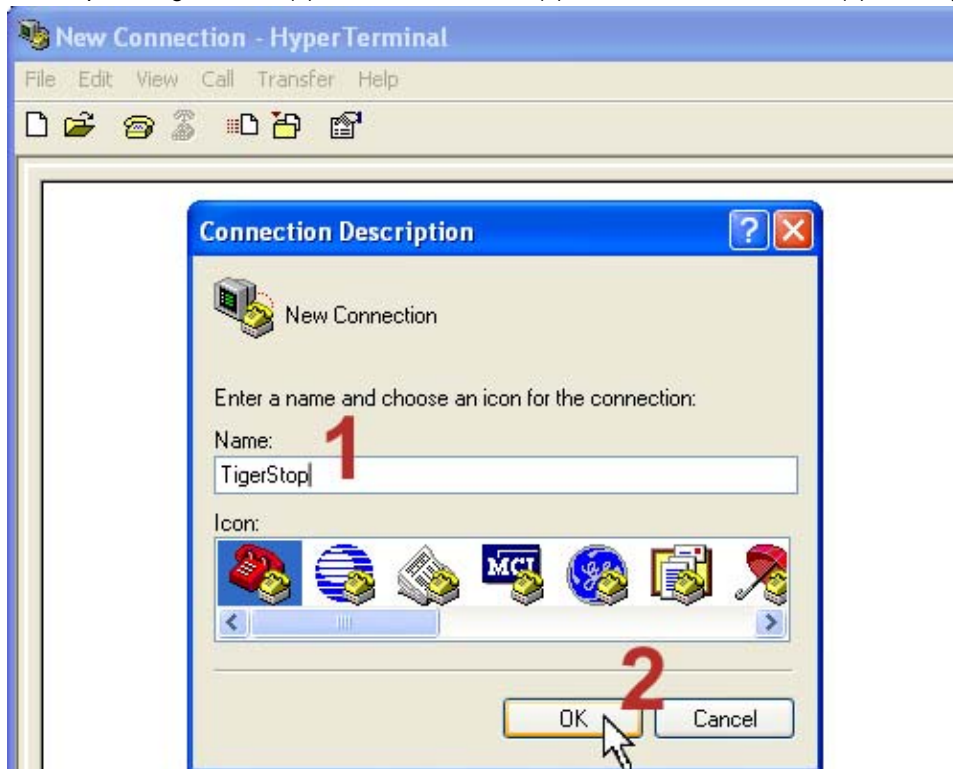 New Connection - HyperTerminal
File Edit View Call Transfer Help
Connection Description
New Connection
Enter a name and choose an icon for the connection:
Name:
1
TigerStop
Icon:
MCI
2
OK Cancel